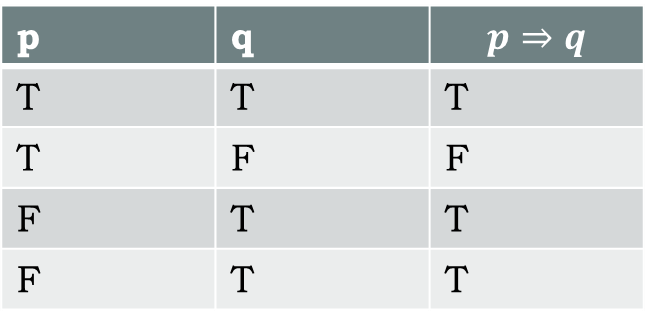 p q p ⇒ q
T T T
T F F
F T T
F T T